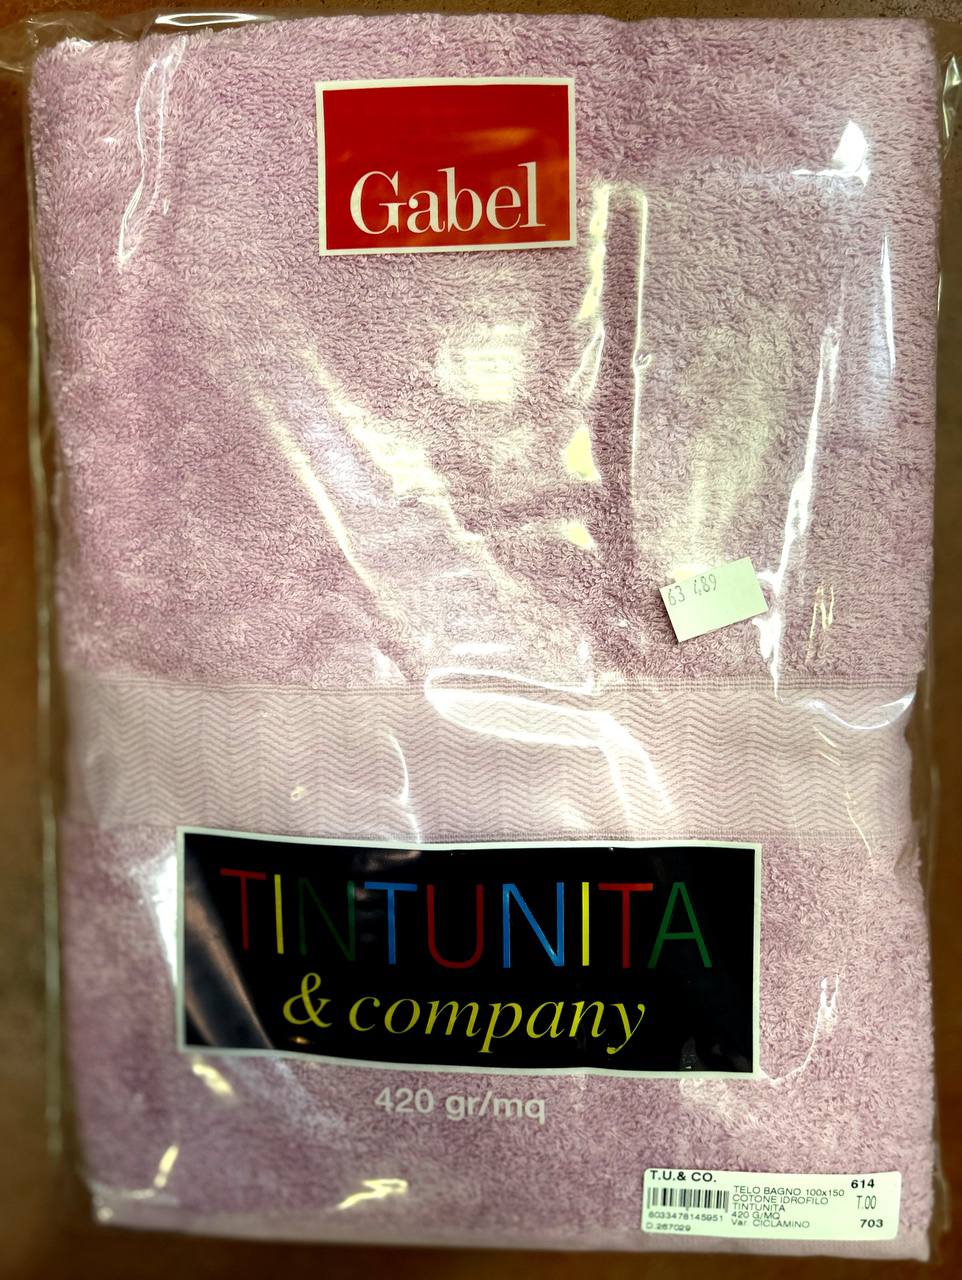 Gabel
63 489
TINTUNITA
& company
420 gr/mq
T.U.& CO.
614
TELO BAGNO 100x150
COTONE IDROFILO
T.00
TINTUNITA
8033478145951
420 G/MQ
703
D.267029
Var. CICLAMINO